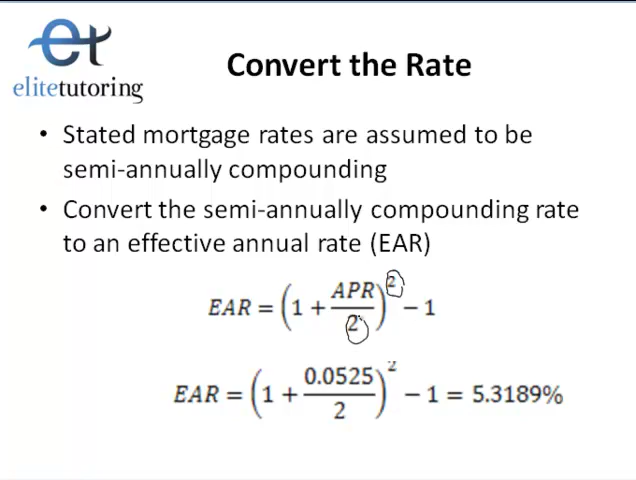 et
elitetutoring
Convert the Rate
• Stated mortgage rates are assumed to be
semi-annually compounding
• Convert the semi-annually compounding rate
to an effective annual rate (EAR)
EAR = (1 + APR/2)^2 − 1
EAR = (1 + 0.0525/2)^2 − 1 = 5.3189%